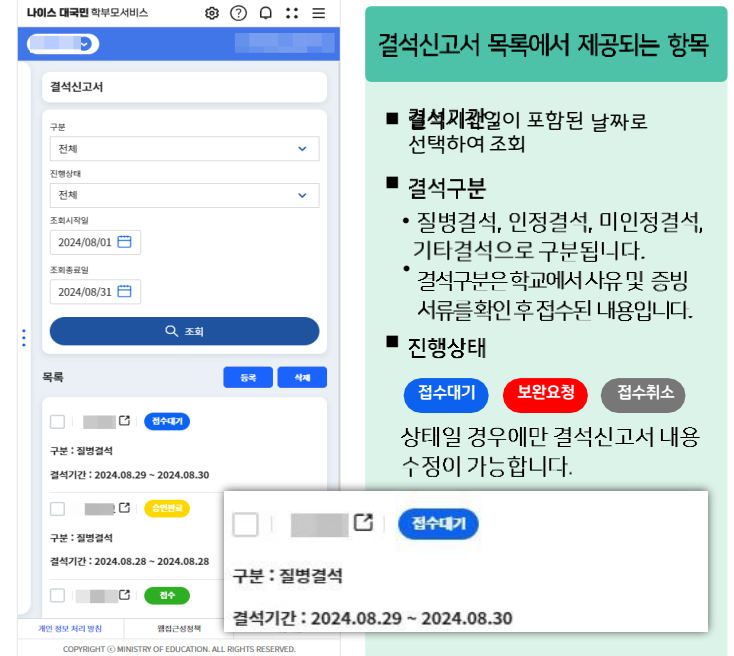 나이스 대국민 학부모서비스
결석신고서
구분
전체
진행상태
전체
조회시작일
2024/08/01
조회종료일
2024/08/31
조회
목록
등록 삭제
접수대기
구분 : 질병결석
결석기간 : 2024.08.29 ~ 2024.08.30
승인완료
구분 : 질병결석
결석기간 : 2024.08.28 ~ 2024.08.28
접수
개인 정보 처리 방침 웹접근성정책
COPYRIGHT ⓒ MINISTRY OF EDUCATION. ALL RIGHTS RESERVED.
결석신고서 목록에서 제공되는 항목
■ 결석기간
포함된 날짜로
선택하여 조회
■ 결석구분
• 질병결석, 인정결석, 미인정결석,
기타결석으로 구분됩니다.
• 결석구분은 학교에서 사유 및 증빙
서류를 확인 후 접수된 내용입니다.
■ 진행상태
접수대기 보완요청 접수취소
상테일 경우에만 결석신고서 내용
수정이 가능합니다.
접수대기
구분 : 질병결석
결석기간 : 2024.08.29 ~ 2024.08.30